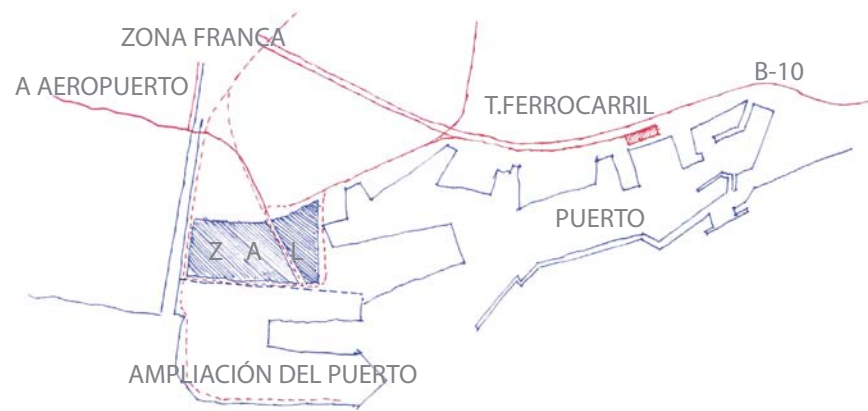 ZONA FRANCA
A AEROPUERTO
B-10
T.FERROCARRIL
PUERTO
Z A L
AMPLIACIÓN DEL PUERTO